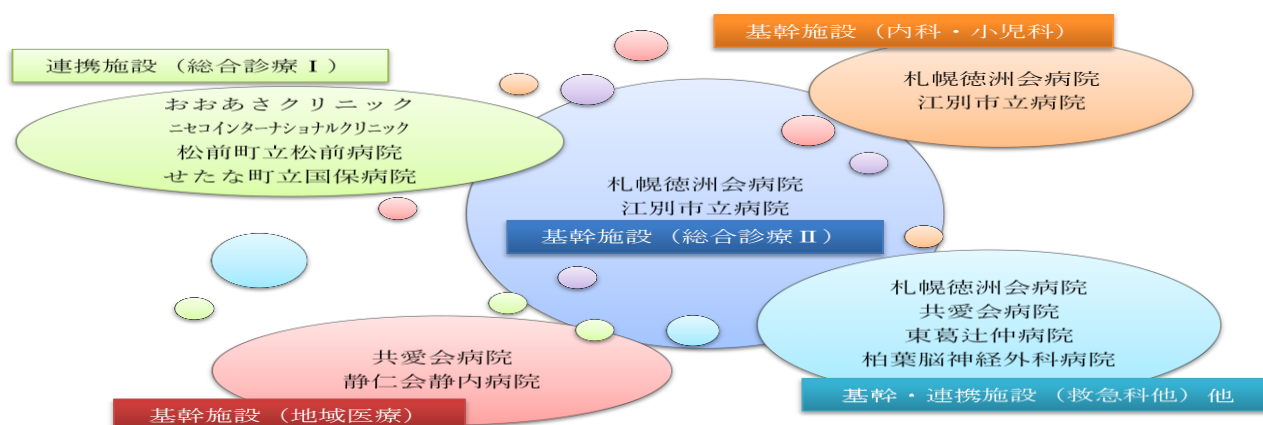 連携施設（総合診療Ⅰ）
おおあさクリニック
ニセコインターナショナルクリニック
松前町立松前病院
せたな町立国保病院
基幹施設（内科・小児科）
札幌徳洲会病院
江別市立病院
札幌徳洲会病院
江別市立病院
基幹施設（総合診療Ⅱ）
札幌徳洲会病院
共愛会病院
東葛辻仲病院
柏葉脳神経外科病院
基幹・連携施設（救急科他）他
共愛会病院
静仁会静内病院
基幹施設（地域医療）